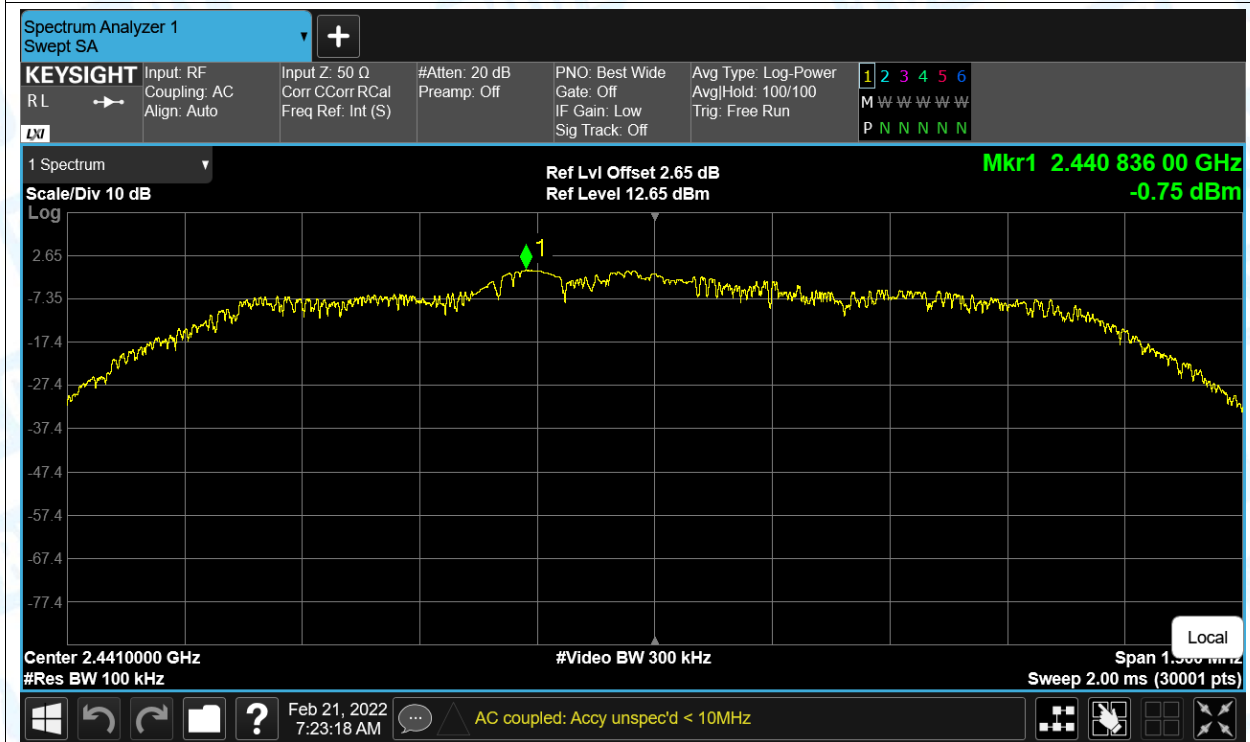 Spectrum Analyzer 1
Swept SA
KEYSIGHT
R L
LXI
Input: RF
Coupling: AC
Align: Auto
Input Z: 50 Ω
Corr CCorr RCal
Freq Ref: Int (S)
#Atten: 20 dB
Preamp: Off
PNO: Best Wide
Gate: Off
IF Gain: Low
Sig Track: Off
Avg Type: Log-Power
Avg|Hold: 100/100
Trig: Free Run
1 2 3 4 5 6
M W W W W W
P N N N N N
1 Spectrum
Scale/Div 10 dB
Log
Ref Lvl Offset 2.65 dB
Ref Level 12.65 dBm
Mkr1 2.440 836 00 GHz
-0.75 dBm
1
2.65
-7.35
-17.4
-27.4
-37.4
-47.4
-57.4
-67.4
-77.4
Local
Center 2.4410000 GHz
#Video BW 300 kHz
Span
#Res BW 100 kHz
Sweep 2.00 ms (30001 pts)
?
Feb 21, 2022
7:23:18 AM
AC coupled: Accy unspec'd < 10MHz